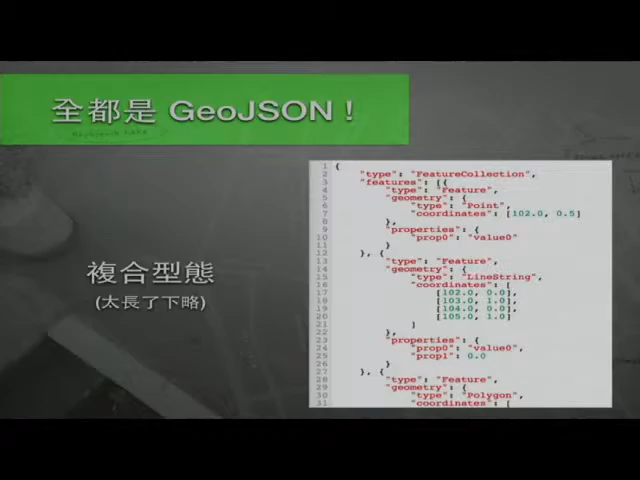 全都是 GeoJSON！
複合型態
(太長了下略)
1 {
2 "type": "FeatureCollection",
3 "features": [{
4 "type": "Feature",
5 "geometry": {
6 "type": "Point",
7 "coordinates": [102.0, 0.5]
8 },
9 "properties": {
10 "prop0": "value0"
11 }
12 }, {
13 "type": "Feature",
14 "geometry": {
15 "type": "LineString",
16 "coordinates": [
17 [102.0, 0.0],
18 [103.0, 1.0],
19 [104.0, 0.0],
20 [105.0, 1.0]
21 ]
22 },
23 "properties": {
24 "prop0": "value0",
25 "prop1": 0.0
26 }
27 }, {
28 "type": "Feature",
29 "geometry": {
30 "type": "Polygon",
31 "coordinates": [